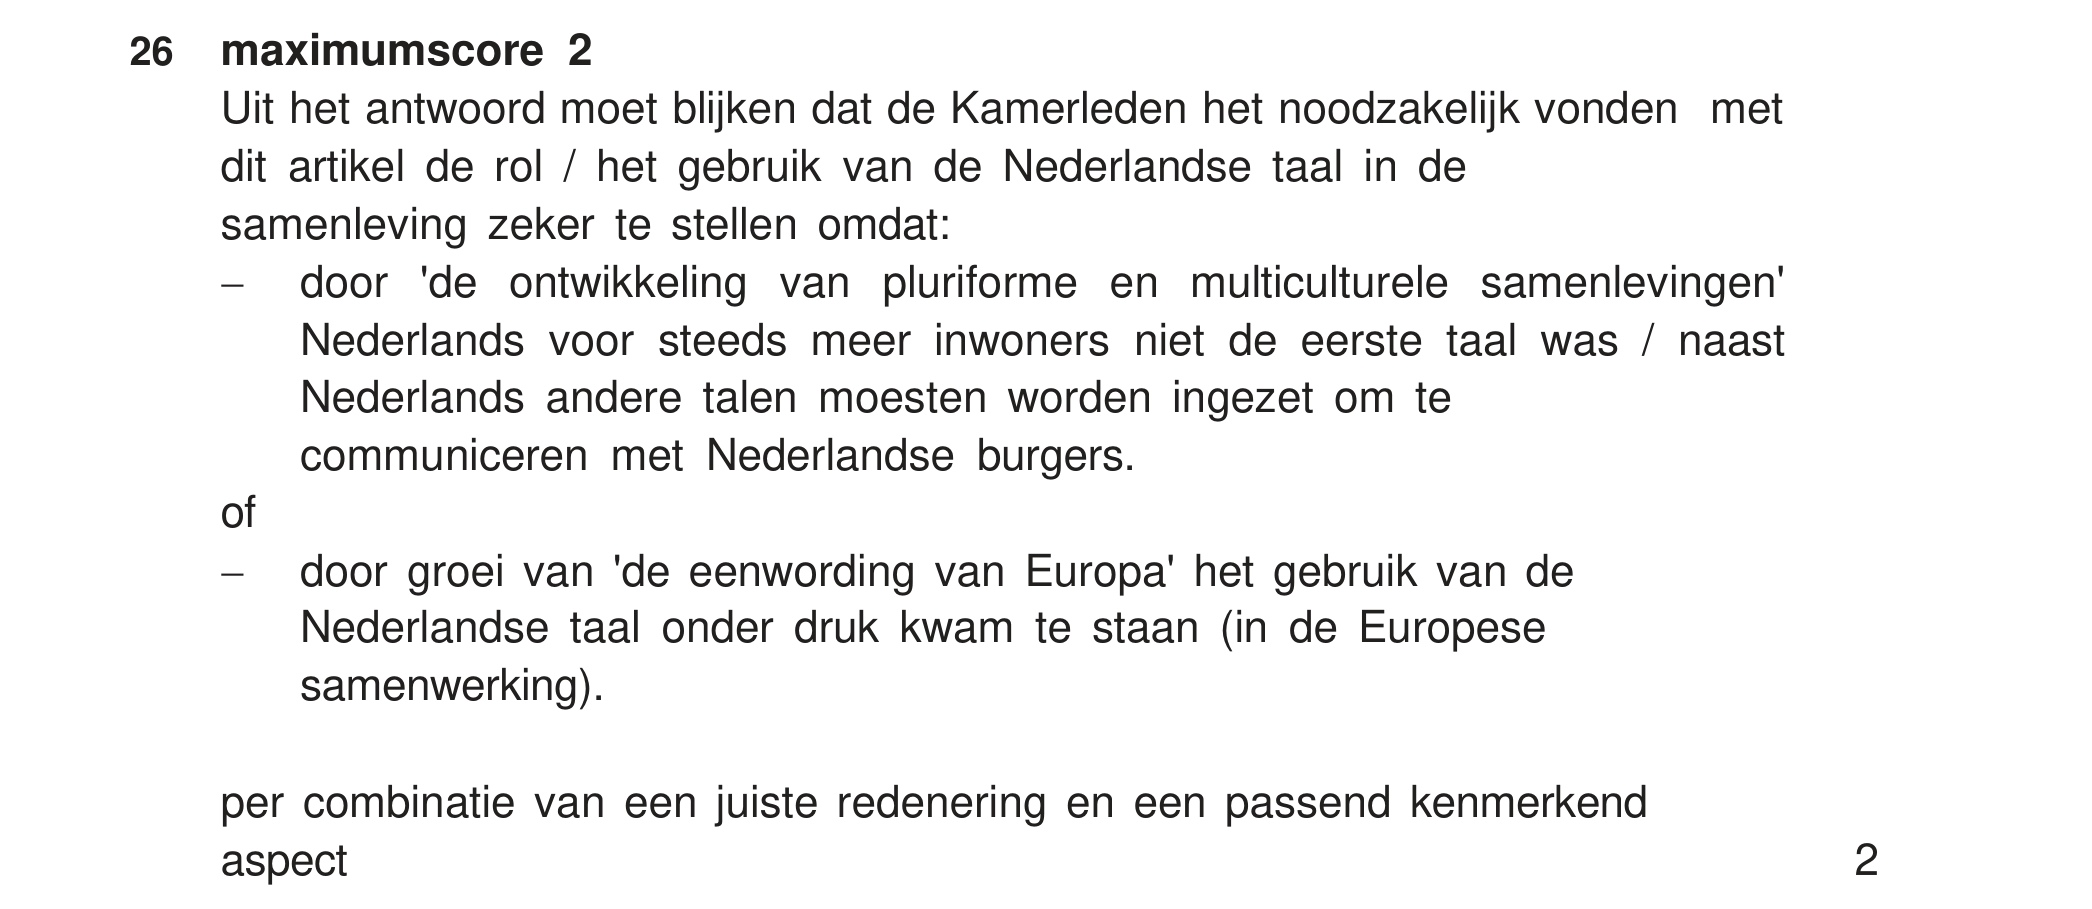 26 maximumscore 2
Uit het antwoord moet blijken dat de Kamerleden het noodzakelijk vonden met
dit artikel de rol / het gebruik van de Nederlandse taal in de
samenleving zeker te stellen omdat:
− door 'de ontwikkeling van pluriforme en multiculturele samenlevingen'
Nederlands voor steeds meer inwoners niet de eerste taal was / naast
Nederlands andere talen moesten worden ingezet om te
communiceren met Nederlandse burgers.
of
− door groei van 'de eenwording van Europa' het gebruik van de
Nederlandse taal onder druk kwam te staan (in de Europese
samenwerking).
per combinatie van een juiste redenering en een passend kenmerkend
aspect 2